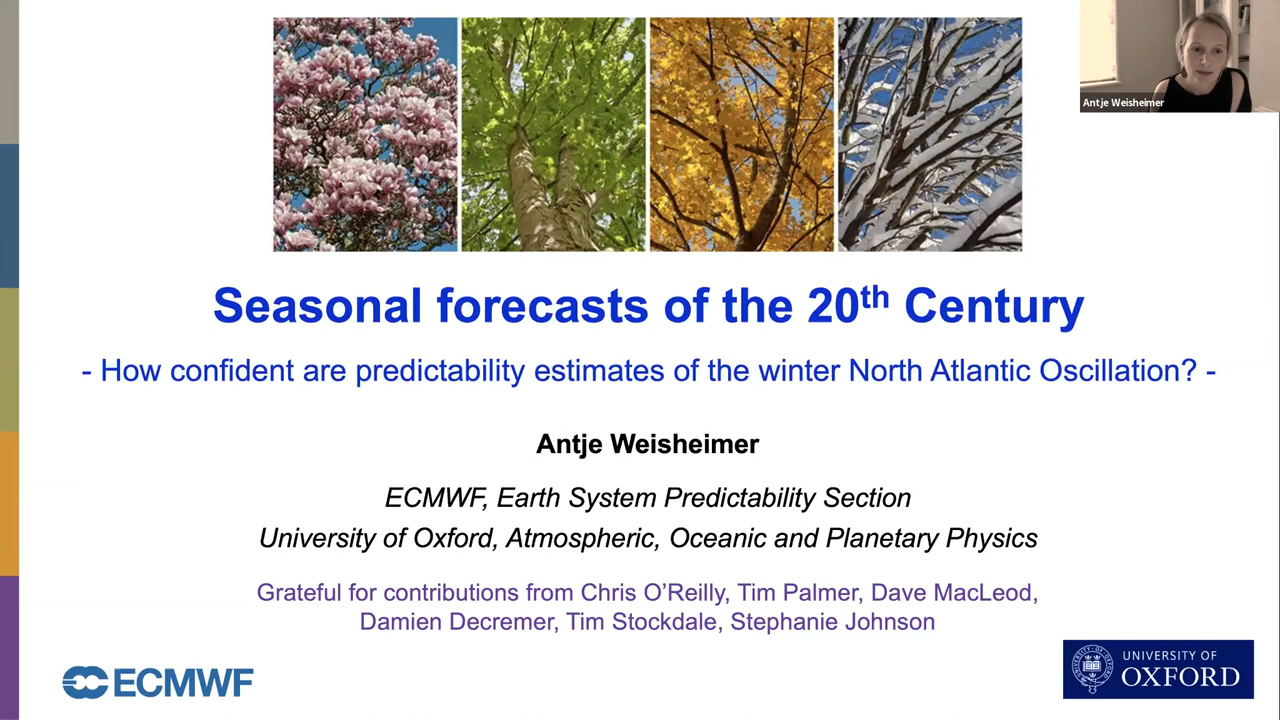 Antje Weisheimer
Seasonal forecasts of the 20th Century
- How confident are predictability estimates of the winter North Atlantic Oscillation? -
Antje Weisheimer
ECMWF, Earth System Predictability Section
University of Oxford, Atmospheric, Oceanic and Planetary Physics
Grateful for contributions from Chris O'Reilly, Tim Palmer, Dave MacLeod,
Damien Decremer, Tim Stockdale, Stephanie Johnson
ECMWF
UNIVERSITY OF
OXFORD